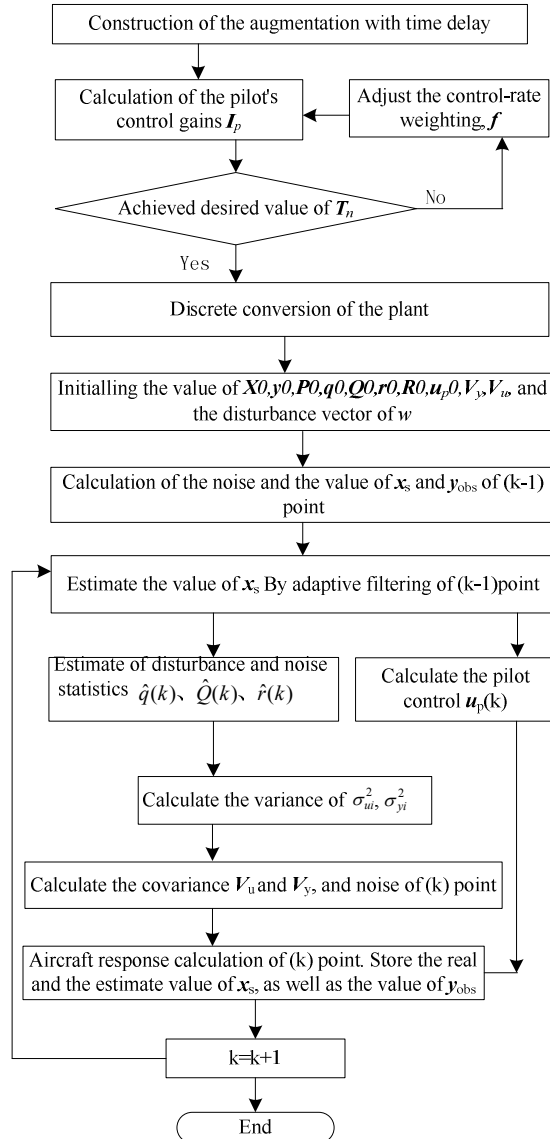 Construction of the augmentation with time delay
Calculation of the pilot's
control gains I_p
Adjust the control-rate
weighting, f
Achieved desired value of T_n
No
Yes
Discrete conversion of the plant
Initialling the value of X0,y0,P0,q0,Q0,r0,R0,u_p0,V_y,V_u, and
the disturbance vector of w
Calculation of the noise and the value of x_s and y_obs of (k-1)
point
Estimate the value of x_s By adaptive filtering of (k-1)point
Estimate of disturbance and noise
statistics q̂(k)、Q̂(k)、r̂(k)
Calculate the pilot
control u_p(k)
Calculate the variance of σ²_ui, σ²_yi
Calculate the covariance V_u and V_y, and noise of (k) point
Aircraft response calculation of (k) point. Store the real
and the estimate value of x_s, as well as the value of y_obs
k=k+1
End